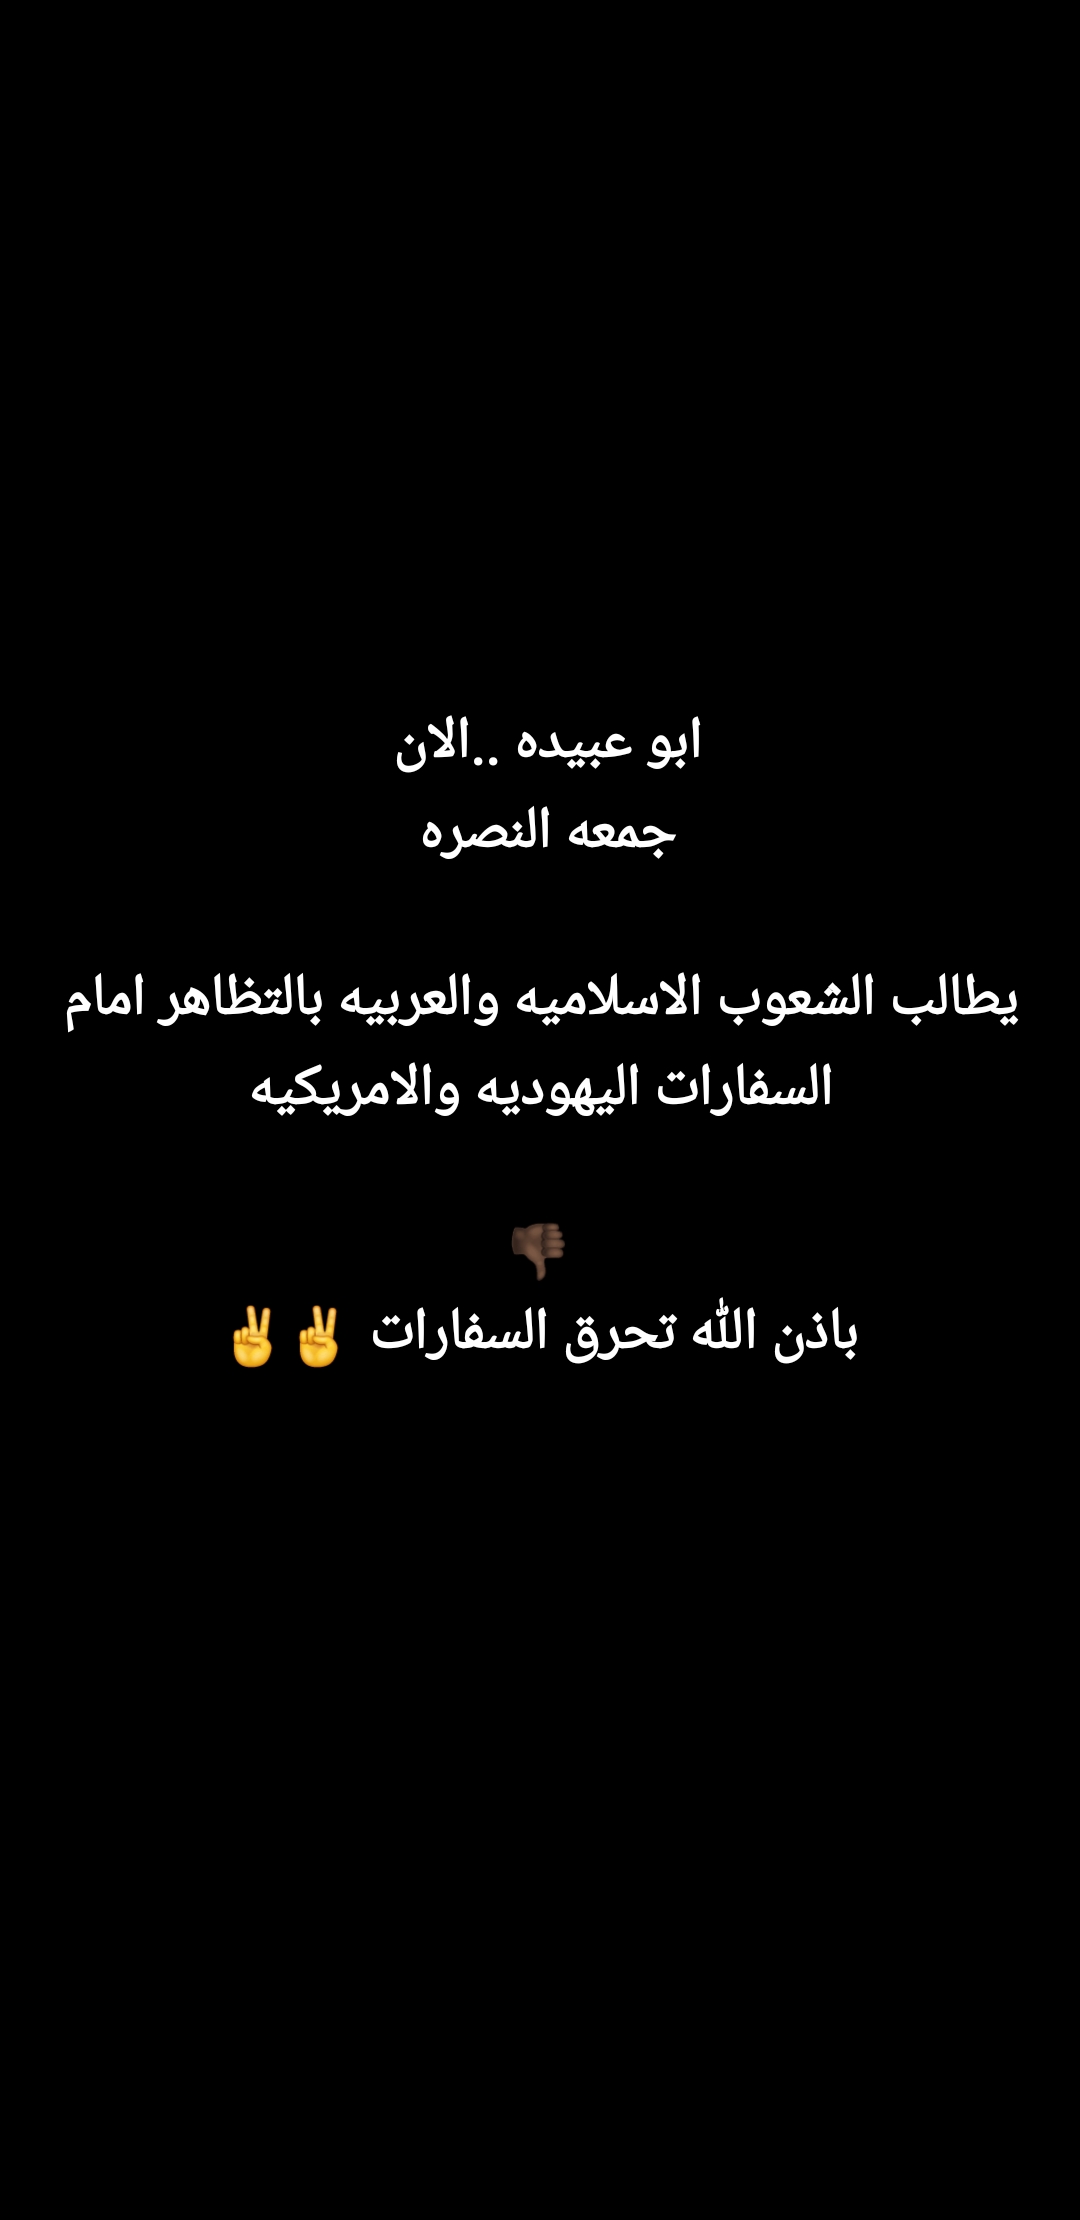 ابو عبيده ..الان
جمعه النصره
يطالب الشعوب الاسلاميه والعربيه بالتظاهر امام
السفارات اليهوديه والامريكيه
👎🏿
باذن الله تحرق السفارات ✌️✌️